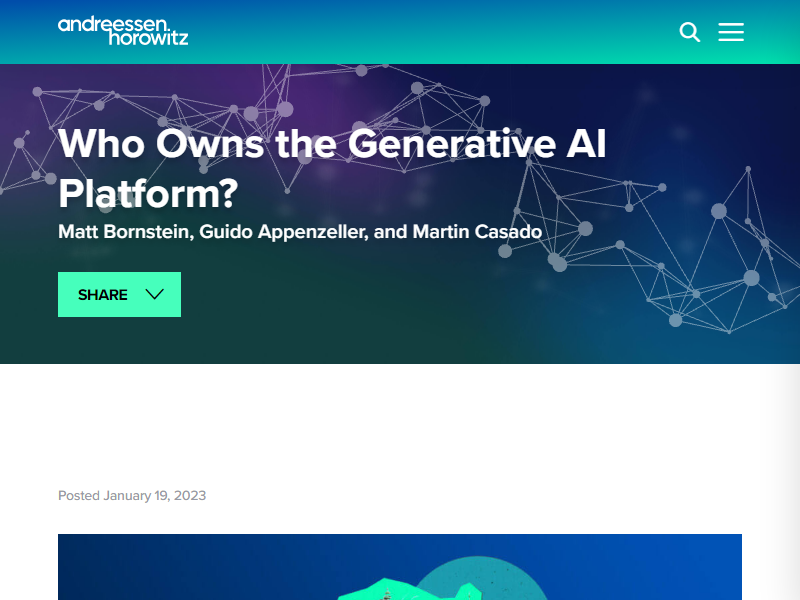 andreessen.
horowitz
Who Owns the Generative AI
Platform?
Matt Bornstein, Guido Appenzeller, and Martin Casado
SHARE
Posted January 19, 2023